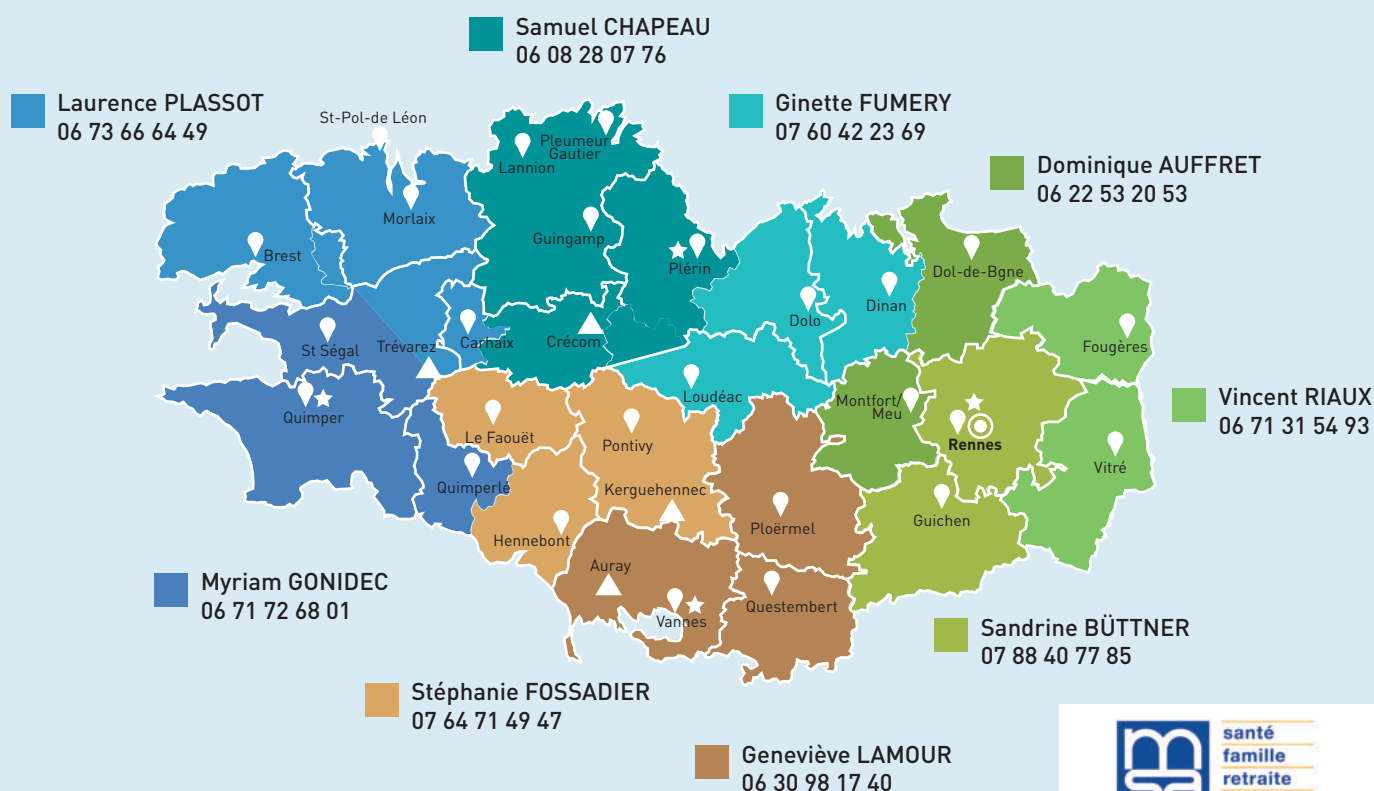 Samuel CHAPEAU
06 08 28 07 76
Laurence PLASSOT
06 73 66 64 49
Ginette FUMERY
07 60 42 23 69
Dominique AUFFRET
06 22 53 20 53
St-Pol-de Léon
Pleumeur
Gautier
Lannion
Morlaix
Guingamp
Brest
Plérin
Dol-de-Bgne
Dinan
Dolo
St Ségal
Trévarez
Carhaix
Crécom
Fougères
Loudéac
Montfort/
Meu
Quimper
Le Faouët
Pontivy
Rennes
Vitré
Vincent RIAUX
06 71 31 54 93
Quimperlé
Kerguehennec
Hennebont
Ploërmel
Guichen
Auray
Vannes
Questembert
Myriam GONIDEC
06 71 72 68 01
Sandrine BÜTTNER
07 88 40 77 85
Stéphanie FOSSADIER
07 64 71 49 47
Geneviève LAMOUR
06 30 98 17 40
santé
famille
retraite